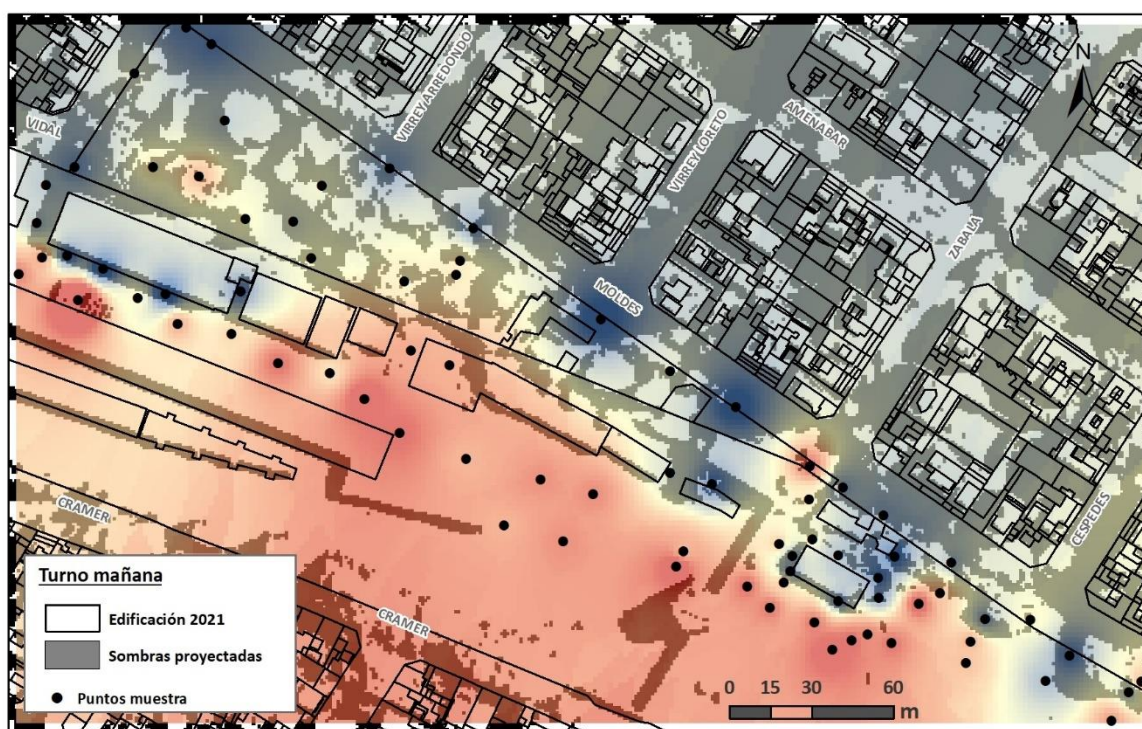 VIRREY ARREDONDO
VIRREY LORETO
AMENABAR
N
VIDAL
ZABALA
MOLDES
CESPEDES
CRAMER
CRAMER
Turno mañana
Edificación 2021
Sombras proyectadas
Puntos muestra
0 15 30 60
m